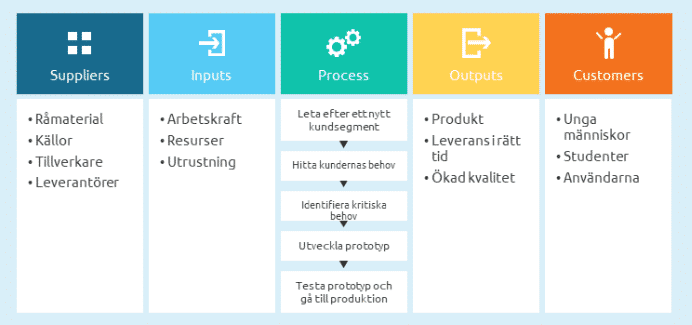 Suppliers
Inputs
Process
Outputs
Customers
• Råmaterial
• Källor
• Tillverkare
• Leverantörer
• Arbetskraft
• Resurser
• Utrustning
Leta efter ett nytt
kundsegment
Hitta kundernas behov
Identifiera kritiska
behov
Utveckla prototyp
Testa prototyp och
gå till produktion
• Produkt
• Leverans i rätt
tid
• Ökad kvalitet
• Unga
människor
• Studenter
• Användarna